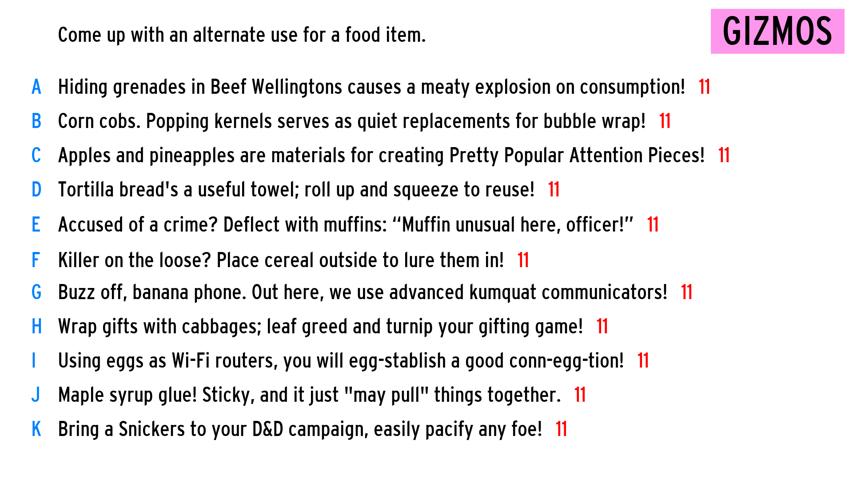 Come up with an alternate use for a food item.
GIZMOS
A Hiding grenades in Beef Wellingtons causes a meaty explosion on consumption! 11
B Corn cobs. Popping kernels serves as quiet replacements for bubble wrap! 11
C Apples and pineapples are materials for creating Pretty Popular Attention Pieces! 11
D Tortilla bread's a useful towel; roll up and squeeze to reuse! 11
E Accused of a crime? Deflect with muffins: “Muffin unusual here, officer!” 11
F Killer on the loose? Place cereal outside to lure them in! 11
G Buzz off, banana phone. Out here, we use advanced kumquat communicators! 11
H Wrap gifts with cabbages; leaf greed and turnip your gifting game! 11
I Using eggs as Wi-Fi routers, you will egg-stablish a good conn-egg-tion! 11
J Maple syrup glue! Sticky, and it just "may pull" things together. 11
K Bring a Snickers to your D&D campaign, easily pacify any foe! 11